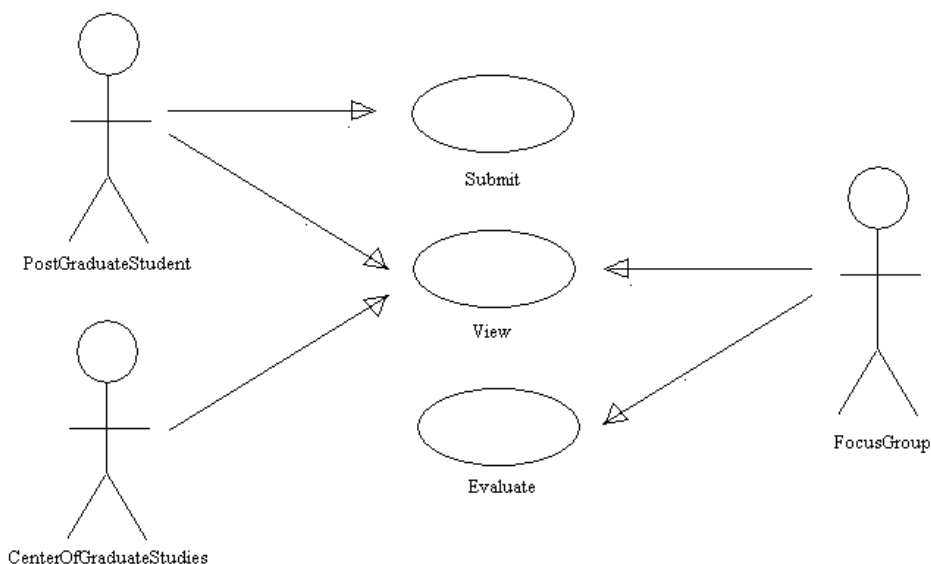 Submit
PostGraduateStudent
View
FocusGroup
Evaluate
CenterOfGraduateStudies